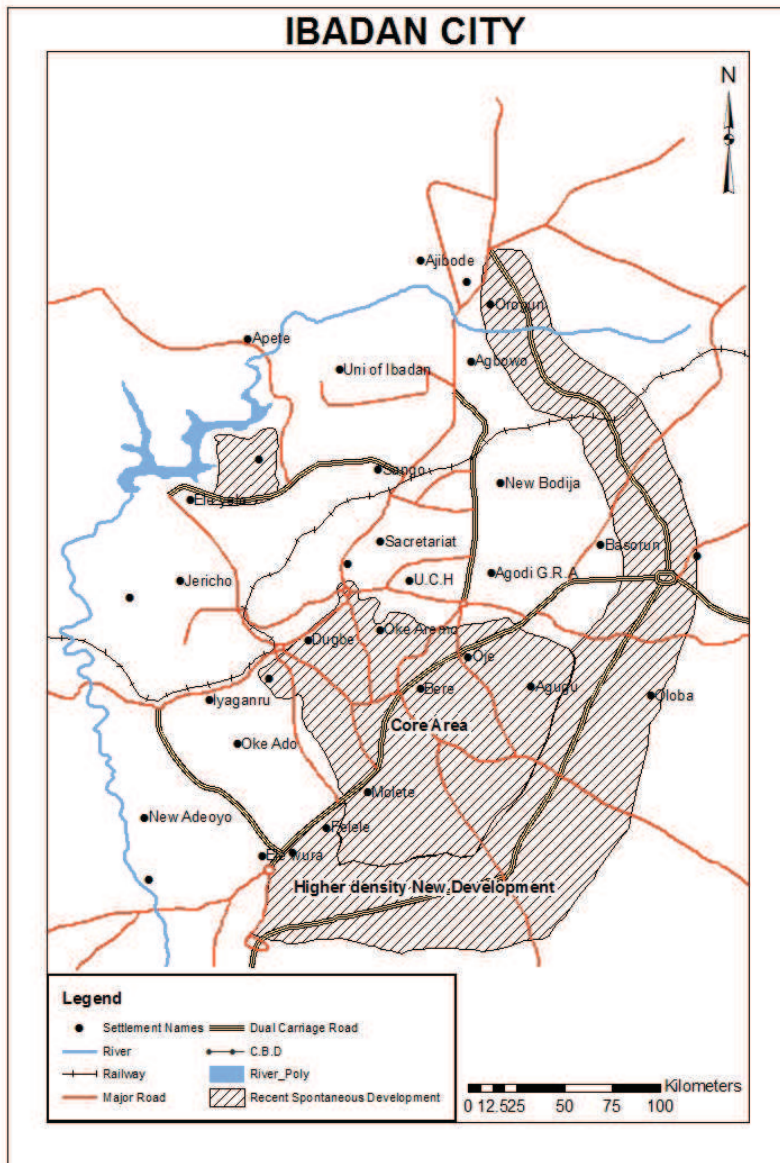 IBADAN CITY
N
Ajibode
Orogun
Apete
Uni of Ibadan
Agbowo
Sango
New Bodija
Sacretariat
Basorun
Jericho
U.C.H
Agodi G.R.A
Dugbe
Oke Aremo
Oje
Iyaganru
Bere
Agugu
Oloba
Core Area
Oke Ado
Molete
New Adeoyo
Felele
Higher density New Development
Legend
Settlement Names
Dual Carriage Road
River
C.B.D
Railway
River_Poly
Major Road
Recent Spontaneous Development
Kilometers
0 12.525 50 75 100